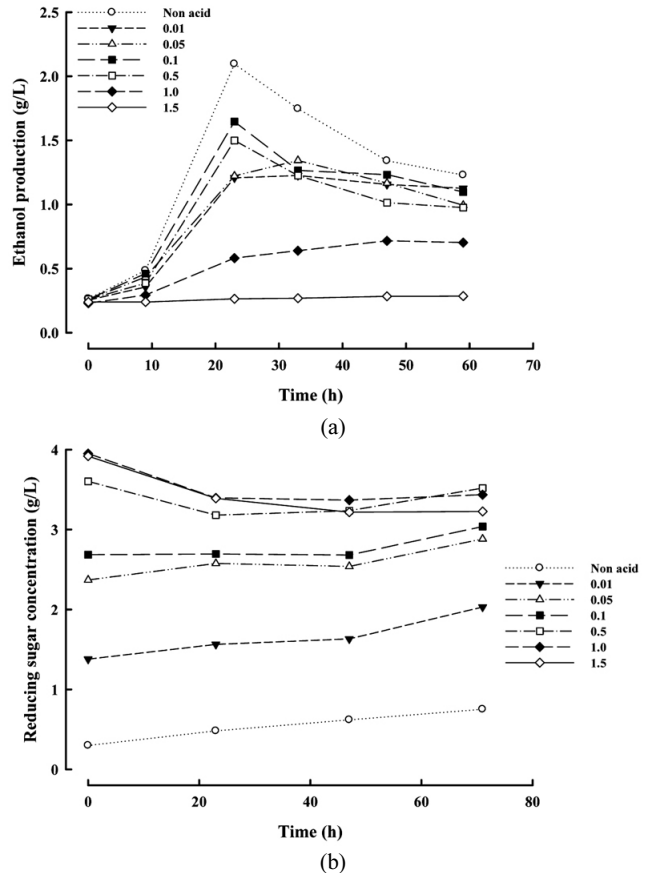 Ethanol production (g/L)
2.5
2.0
1.5
1.0
0.5
0.0
Non acid
0.01
0.05
0.1
0.5
1.0
1.5
0 10 20 30 40 50 60 70
Time (h)
(a)
Reducing sugar concentration (g/L)
4
3
2
1
0
Non acid
0.01
0.05
0.1
0.5
1.0
1.5
0 20 40 60 80
Time (h)
(b)